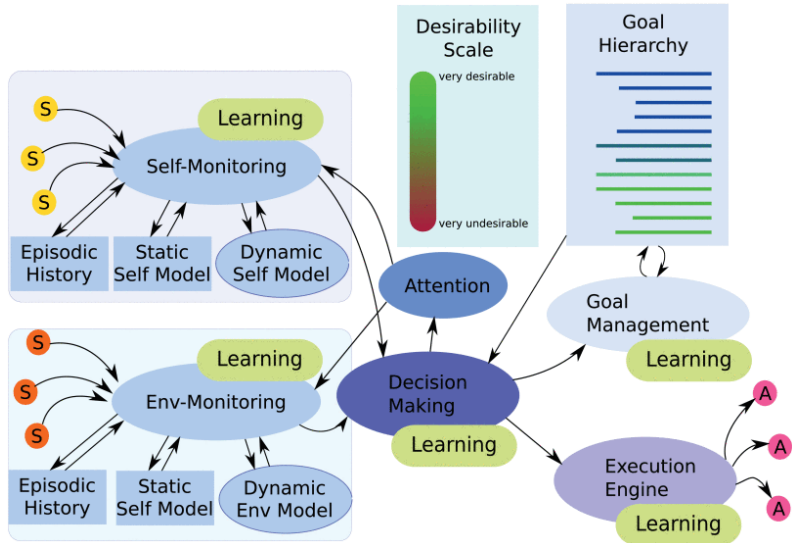 Desirability
Scale
very desirable
very undesirable
Goal
Hierarchy
S
S
S
Learning
Self-Monitoring
Episodic
History
Static
Self Model
Dynamic
Self Model
Attention
Goal
Management
Learning
S
S
S
Learning
Env-Monitoring
Episodic
History
Static
Self Model
Dynamic
Env Model
Decision
Making
Learning
Execution
Engine
Learning
A
A
A